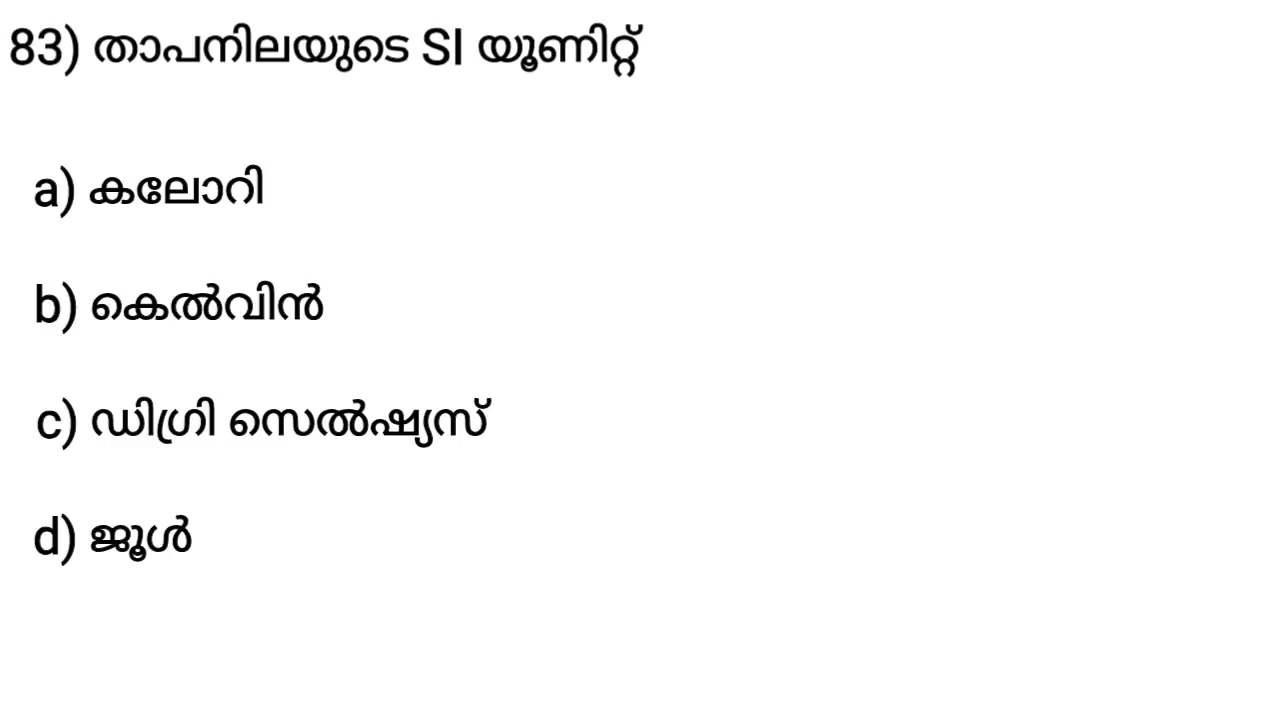 83) താപനിലയുടെ SI യൂണിറ്റ്
a) കലോറി
b) കെൽവിൻ
c) ഡിഗ്രി സെൽഷ്യസ്
d) ജൂൾ